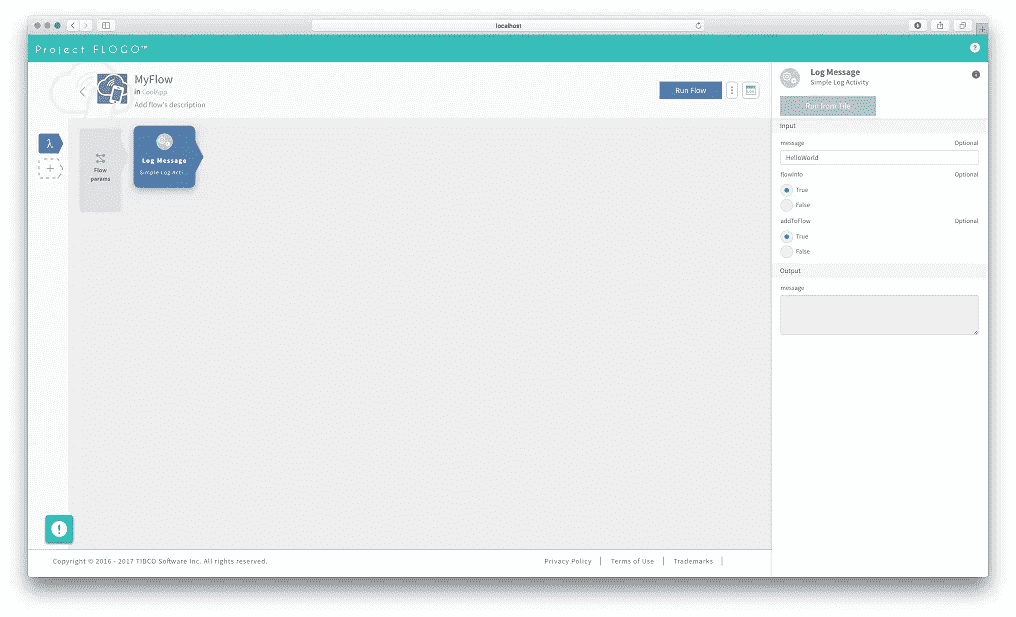 localhost
Project FLOGO™
?
MyFlow
in CoolApp
Add flow's description
Run Flow
λ
+
Flow
params
Log Message
Simple Log Acti...
Log Message
Simple Log Activity
Run from Tile
Input
message Optional
HelloWorld
flowInfo Optional
True
False
addToFlow Optional
True
False
Output
message
Copyright © 2016 - 2017 TIBCO Software Inc. All rights reserved.
Privacy Policy | Terms of Use | Trademarks |